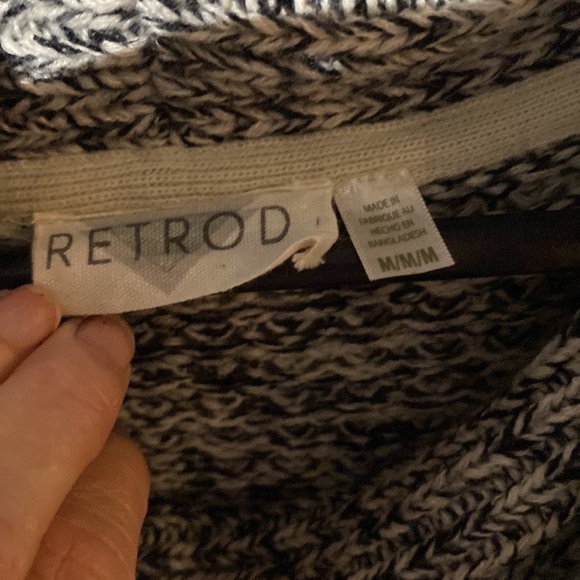 RETROD
MADE IN
FABRIQUE AU
HECHO EN
BANGLADESH
M/M/M